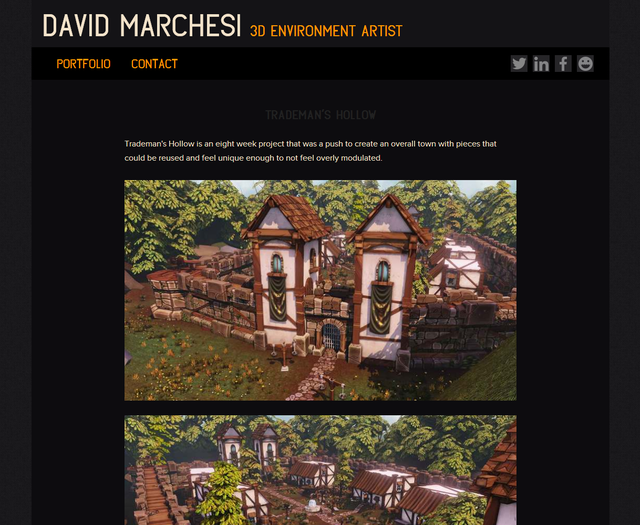 DAVID MARCHESI 3D ENVIRONMENT ARTIST
PORTFOLIO CONTACT
TRADEMAN'S HOLLOW
Trademan's Hollow is an eight week project that was a push to create an overall town with pieces that
could be reused and feel unique enough to not feel overly modulated.